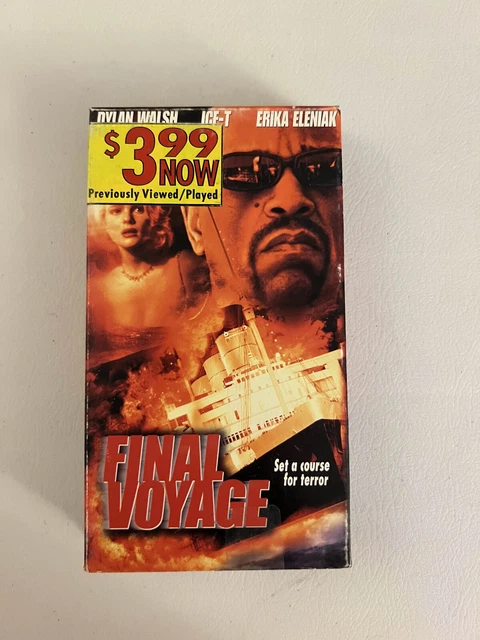 DYLAN WALSH ICE-T ERIKA ELENIAK
$3.99
NOW
Previously Viewed/Played
FINAL
VOYAGE
Set a course
for terror